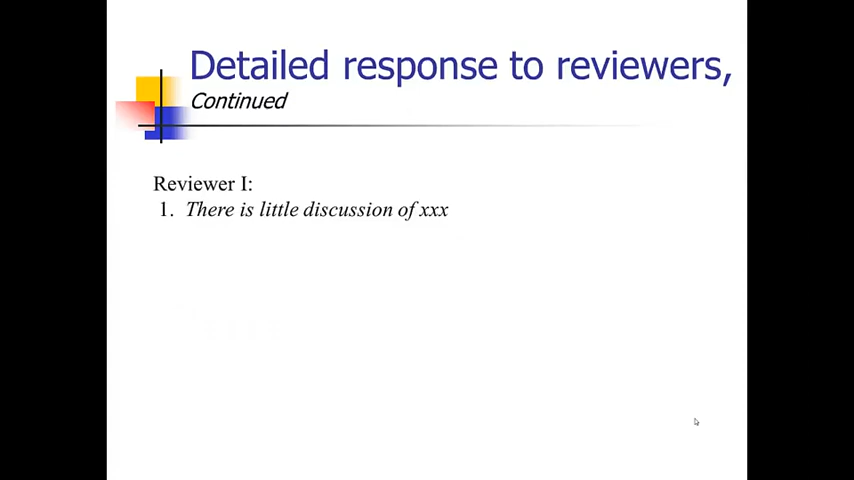 Detailed response to reviewers,
Continued
Reviewer I:
1. There is little discussion of xxx